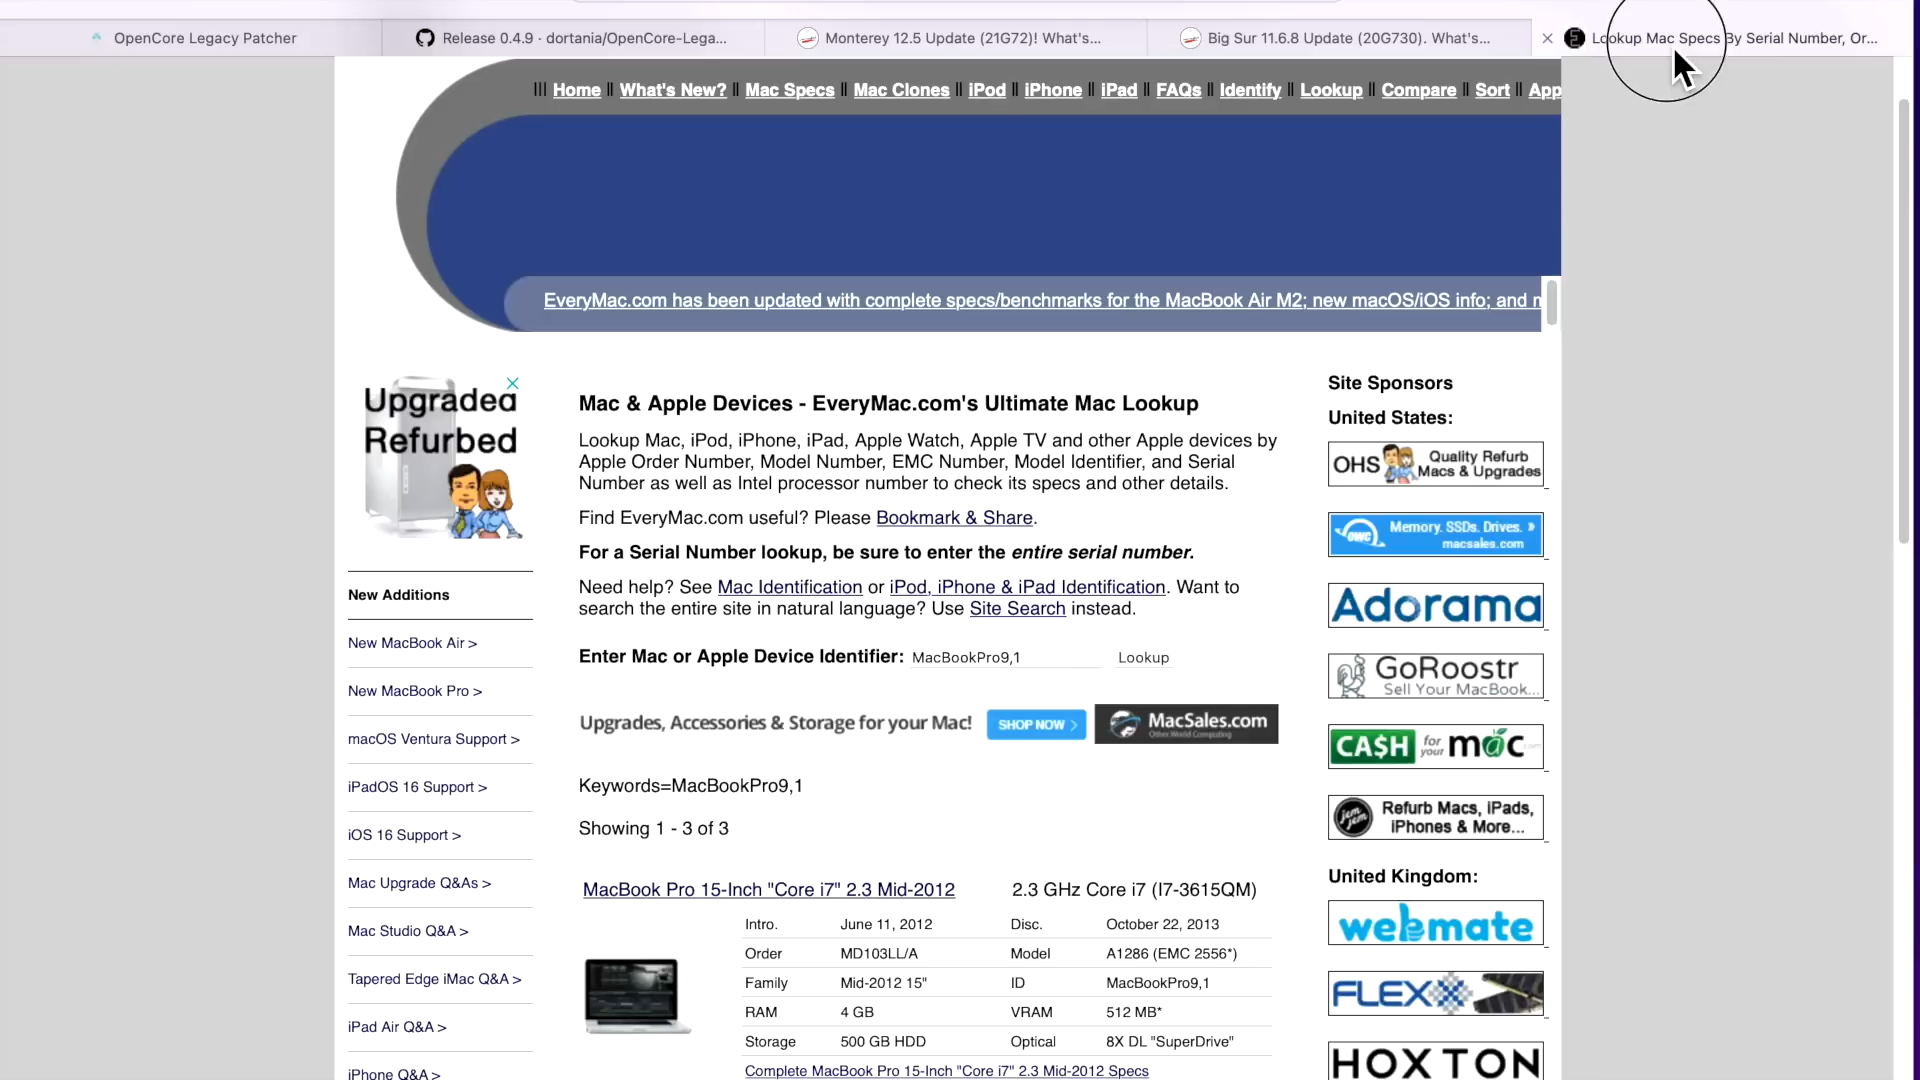 OpenCore Legacy Patcher
Release 0.4.9 · dortania/OpenCore-Lega...
Monterey 12.5 Update (21G72)! What's...
Big Sur 11.6.8 Update (20G730). What's...
Lookup Mac Specs By Serial Number, Or...
||| Home || What's New? || Mac Specs || Mac Clones || iPod || iPhone || iPad || FAQs || Identify || Lookup || Compare || Sort || App
EveryMac.com has been updated with complete specs/benchmarks for the MacBook Air M2; new macOS/iOS info; and
Upgraded
Refurbed
New Additions
New MacBook Air >
New MacBook Pro >
macOS Ventura Support >
iPadOS 16 Support >
iOS 16 Support >
Mac Upgrade Q&As >
Mac Studio Q&A >
Tapered Edge iMac Q&A >
iPad Air Q&A >
iPhone Q&A >
Mac & Apple Devices - EveryMac.com's Ultimate Mac Lookup
Lookup Mac, iPod, iPhone, iPad, Apple Watch, Apple TV and other Apple devices by
Apple Order Number, Model Number, EMC Number, Model Identifier, and Serial
Number as well as Intel processor number to check its specs and other details.
Find EveryMac.com useful? Please Bookmark & Share.
For a Serial Number lookup, be sure to enter the entire serial number.
Need help? See Mac Identification or iPod, iPhone & iPad Identification. Want to
search the entire site in natural language? Use Site Search instead.
Enter Mac or Apple Device Identifier: MacBookPro9,1 Lookup
Upgrades, Accessories & Storage for your Mac! SHOP NOW > MacSales.com
Other World Computing
Keywords=MacBookPro9,1
Showing 1 - 3 of 3
MacBook Pro 15-Inch "Core i7" 2.3 Mid-2012 2.3 GHz Core i7 (I7-3615QM)
Intro. June 11, 2012 Disc. October 22, 2013
Order MD103LL/A Model A1286 (EMC 2556*)
Family Mid-2012 15" ID MacBookPro9,1
RAM 4 GB VRAM 512 MB*
Storage 500 GB HDD Optical 8X DL "SuperDrive"
Complete MacBook Pro 15-Inch "Core i7" 2.3 Mid-2012 Specs
Site Sponsors
United States:
OHS Quality Refurb
Macs & Upgrades
OWC Memory. SSDs. Drives. »
macsales.com
Adorama
GoRoostr
Sell Your MacBook...
CA$H for your mac
jemjem Refurb Macs, iPads,
iPhones & More...
United Kingdom:
webmate
FLEX
HOXTON